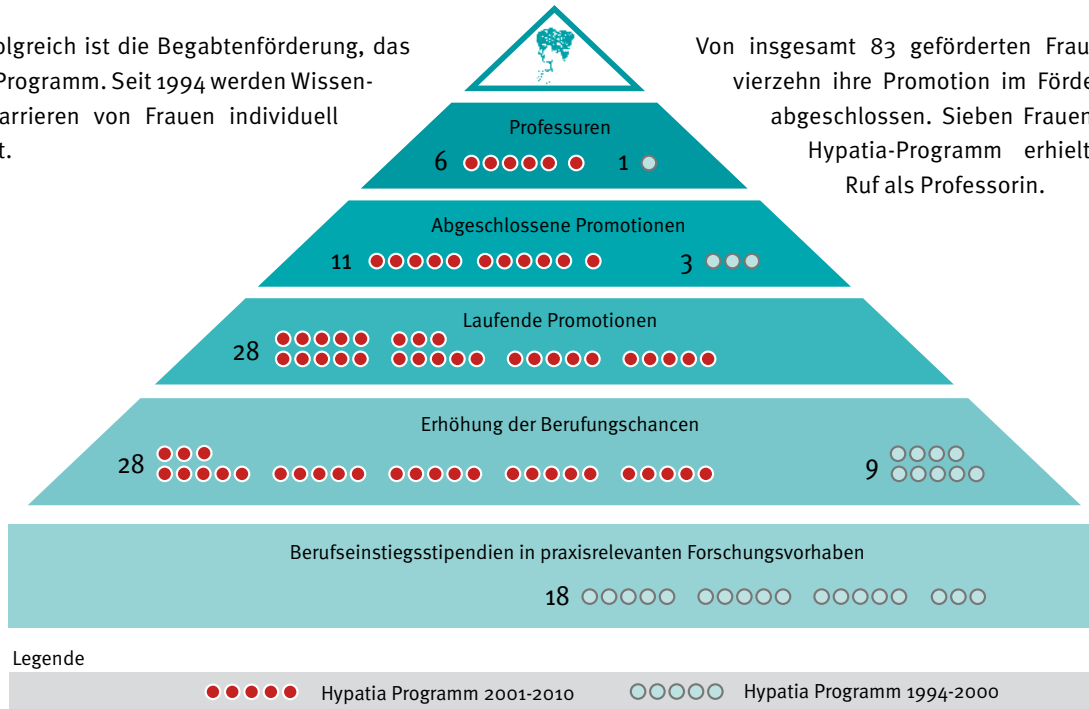 olgreich ist die Begabtenförderung, das
Programm. Seit 1994 werden Wissen-
arrieren von Frauen individuell
t.
Von insgesamt 83 geförderten Frau
vierzehn ihre Promotion im Förde
abgeschlossen. Sieben Frauen
Hypatia-Programm erhielt
Ruf als Professorin.
Professuren
6 1
Abgeschlossene Promotionen
11 3
Laufende Promotionen
28
Erhöhung der Berufungschancen
28 9
Berufseinstiegsstipendien in praxisrelevanten Forschungsvorhaben
18
Legende
Hypatia Programm 2001-2010 Hypatia Programm 1994-2000